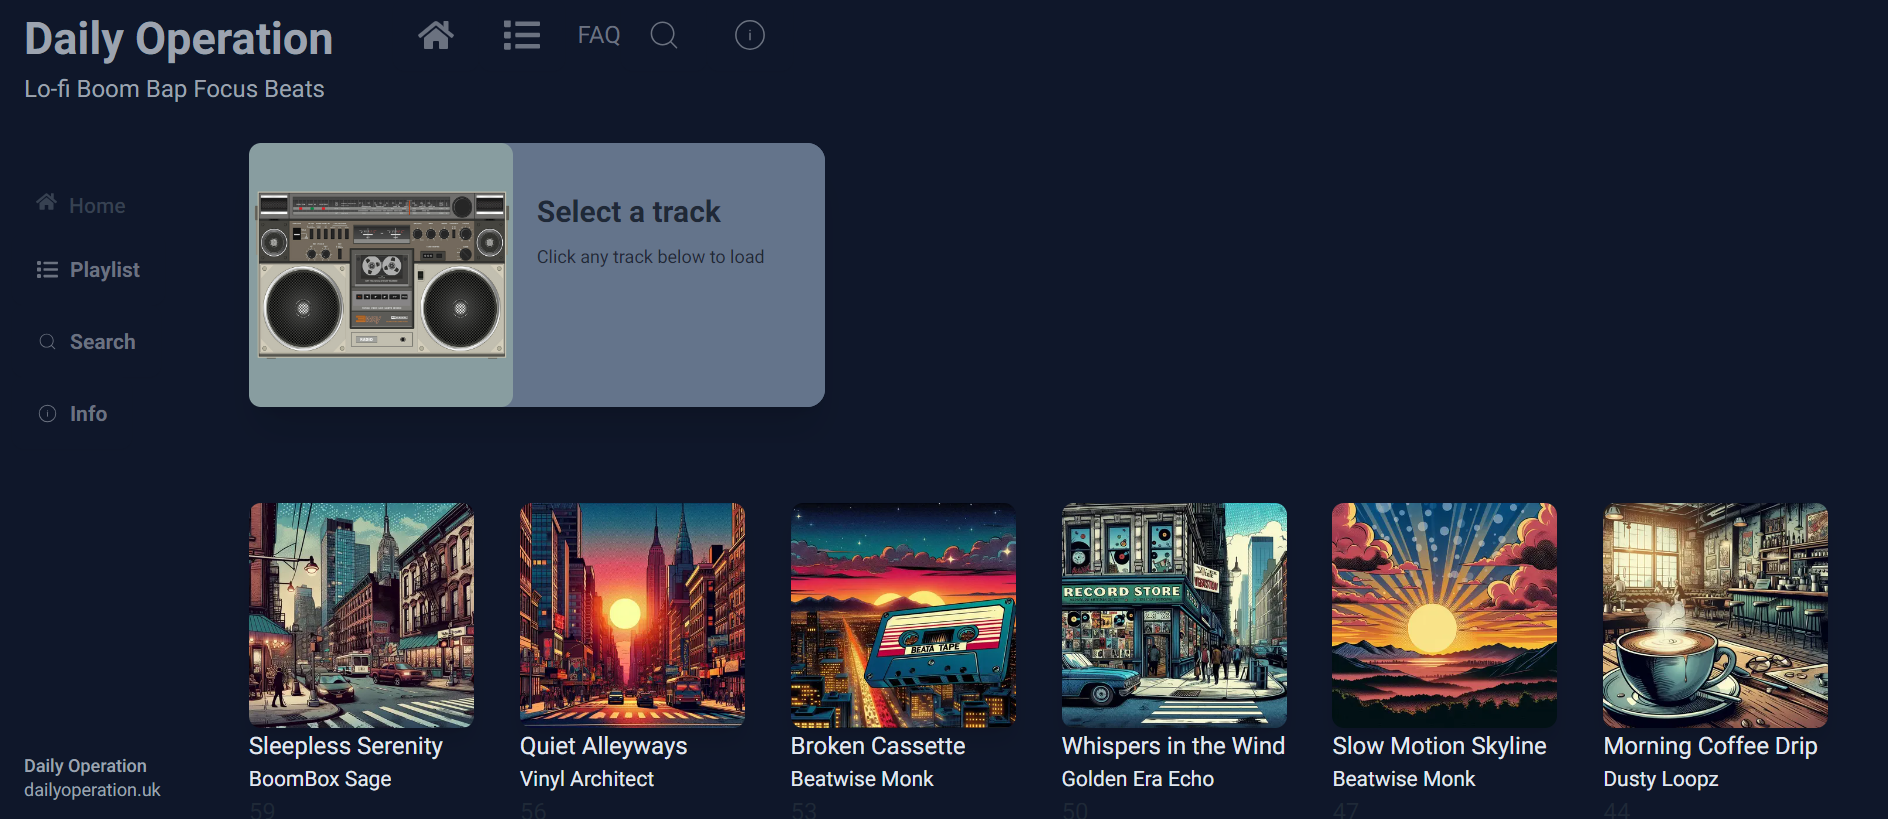 Daily Operation
FAQ
Lo-fi Boom Bap Focus Beats
Home
Playlist
Search
Info
Select a track
Click any track below to load
RECORD STORE
BEATA TAPE
Sleepless Serenity
BoomBox Sage
59
Quiet Alleyways
Vinyl Architect
56
Broken Cassette
Beatwise Monk
53
Whispers in the Wind
Golden Era Echo
50
Slow Motion Skyline
Beatwise Monk
47
Morning Coffee Drip
Dusty Loopz
44
Daily Operation
dailyoperation.uk